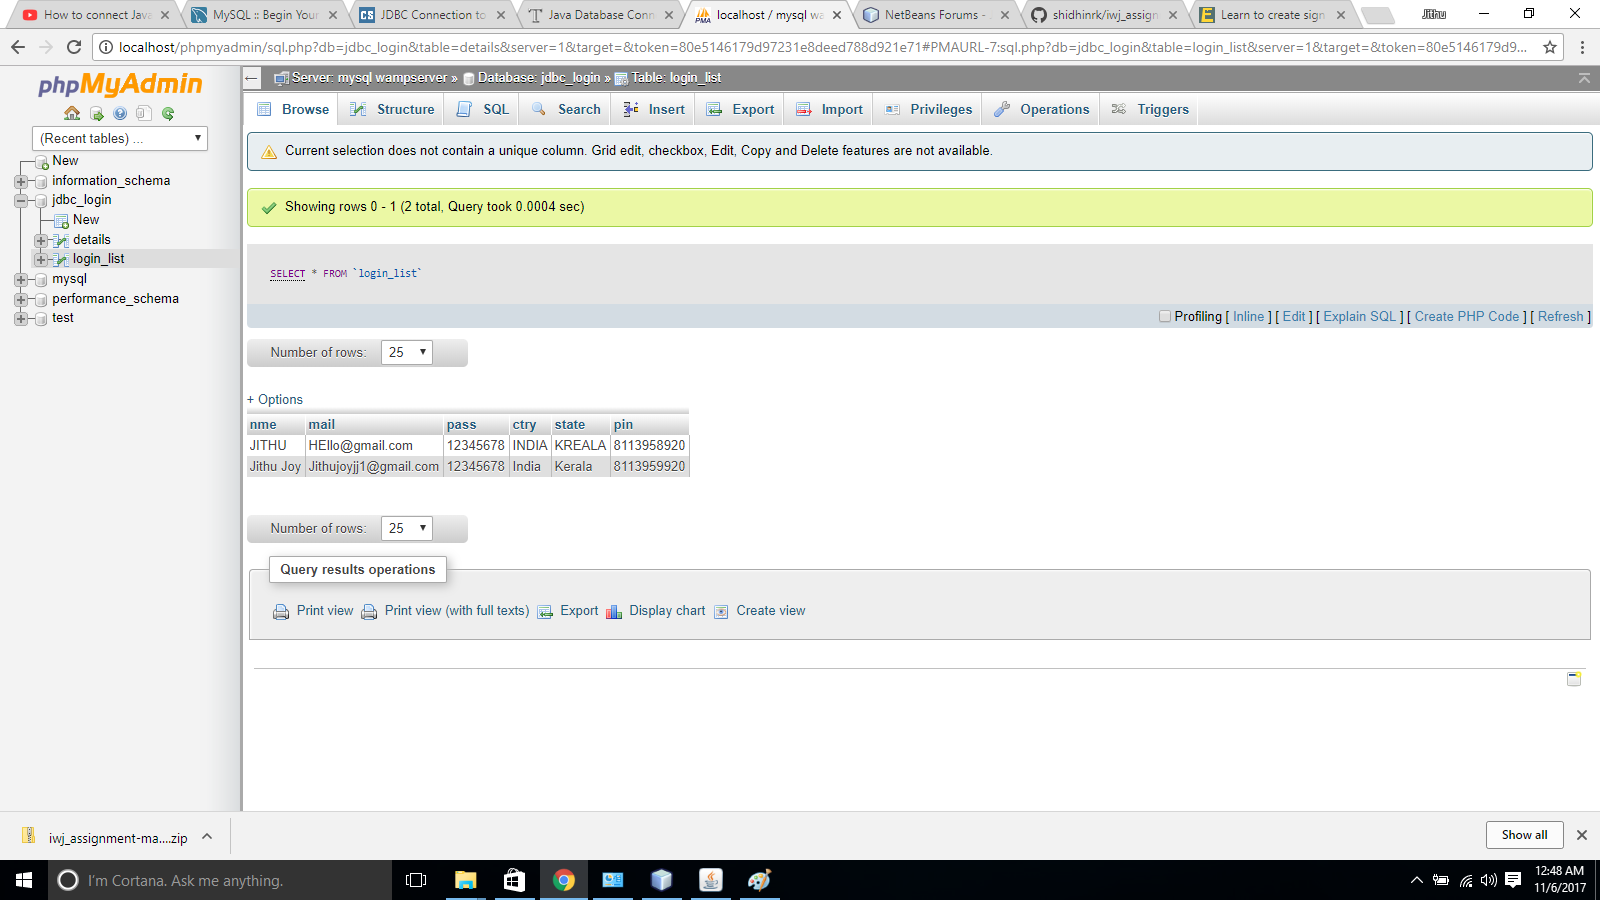 How to connect Java
MySQL :: Begin Your
JDBC Connection to
Java Database Conn
localhost / mysql wa
NetBeans Forums -
shidhinrk/iwj_assign
Learn to create sign
Jithu
localhost/phpmyadmin/sql.php?db=jdbc_login&table=details&server=1&target=&token=80e5146179d97231e8deed788d921e71#PMAURL-7:sql.php?db=jdbc_login&table=login_list&server=1&target=&token=80e5146179d9...
phpMyAdmin
(Recent tables) ...
New
information_schema
jdbc_login
New
details
login_list
mysql
performance_schema
test
Server: mysql wampserver » Database: jdbc_login » Table: login_list
Browse Structure SQL Search Insert Export Import Privileges Operations Triggers
Current selection does not contain a unique column. Grid edit, checkbox, Edit, Copy and Delete features are not available.
Showing rows 0 - 1 (2 total, Query took 0.0004 sec)
SELECT * FROM `login_list`
Profiling [ Inline ] [ Edit ] [ Explain SQL ] [ Create PHP Code ] [ Refresh ]
Number of rows: 25
+ Options
nme mail pass ctry state pin
JITHU HEllo@gmail.com 12345678 INDIA KREALA 8113958920
Jithu Joy Jithujoyjj1@gmail.com 12345678 India Kerala 8113959920
Number of rows: 25
Query results operations
Print view Print view (with full texts) Export Display chart Create view
iwj_assignment-ma....zip
Show all
I'm Cortana. Ask me anything.
12:48 AM
11/6/2017